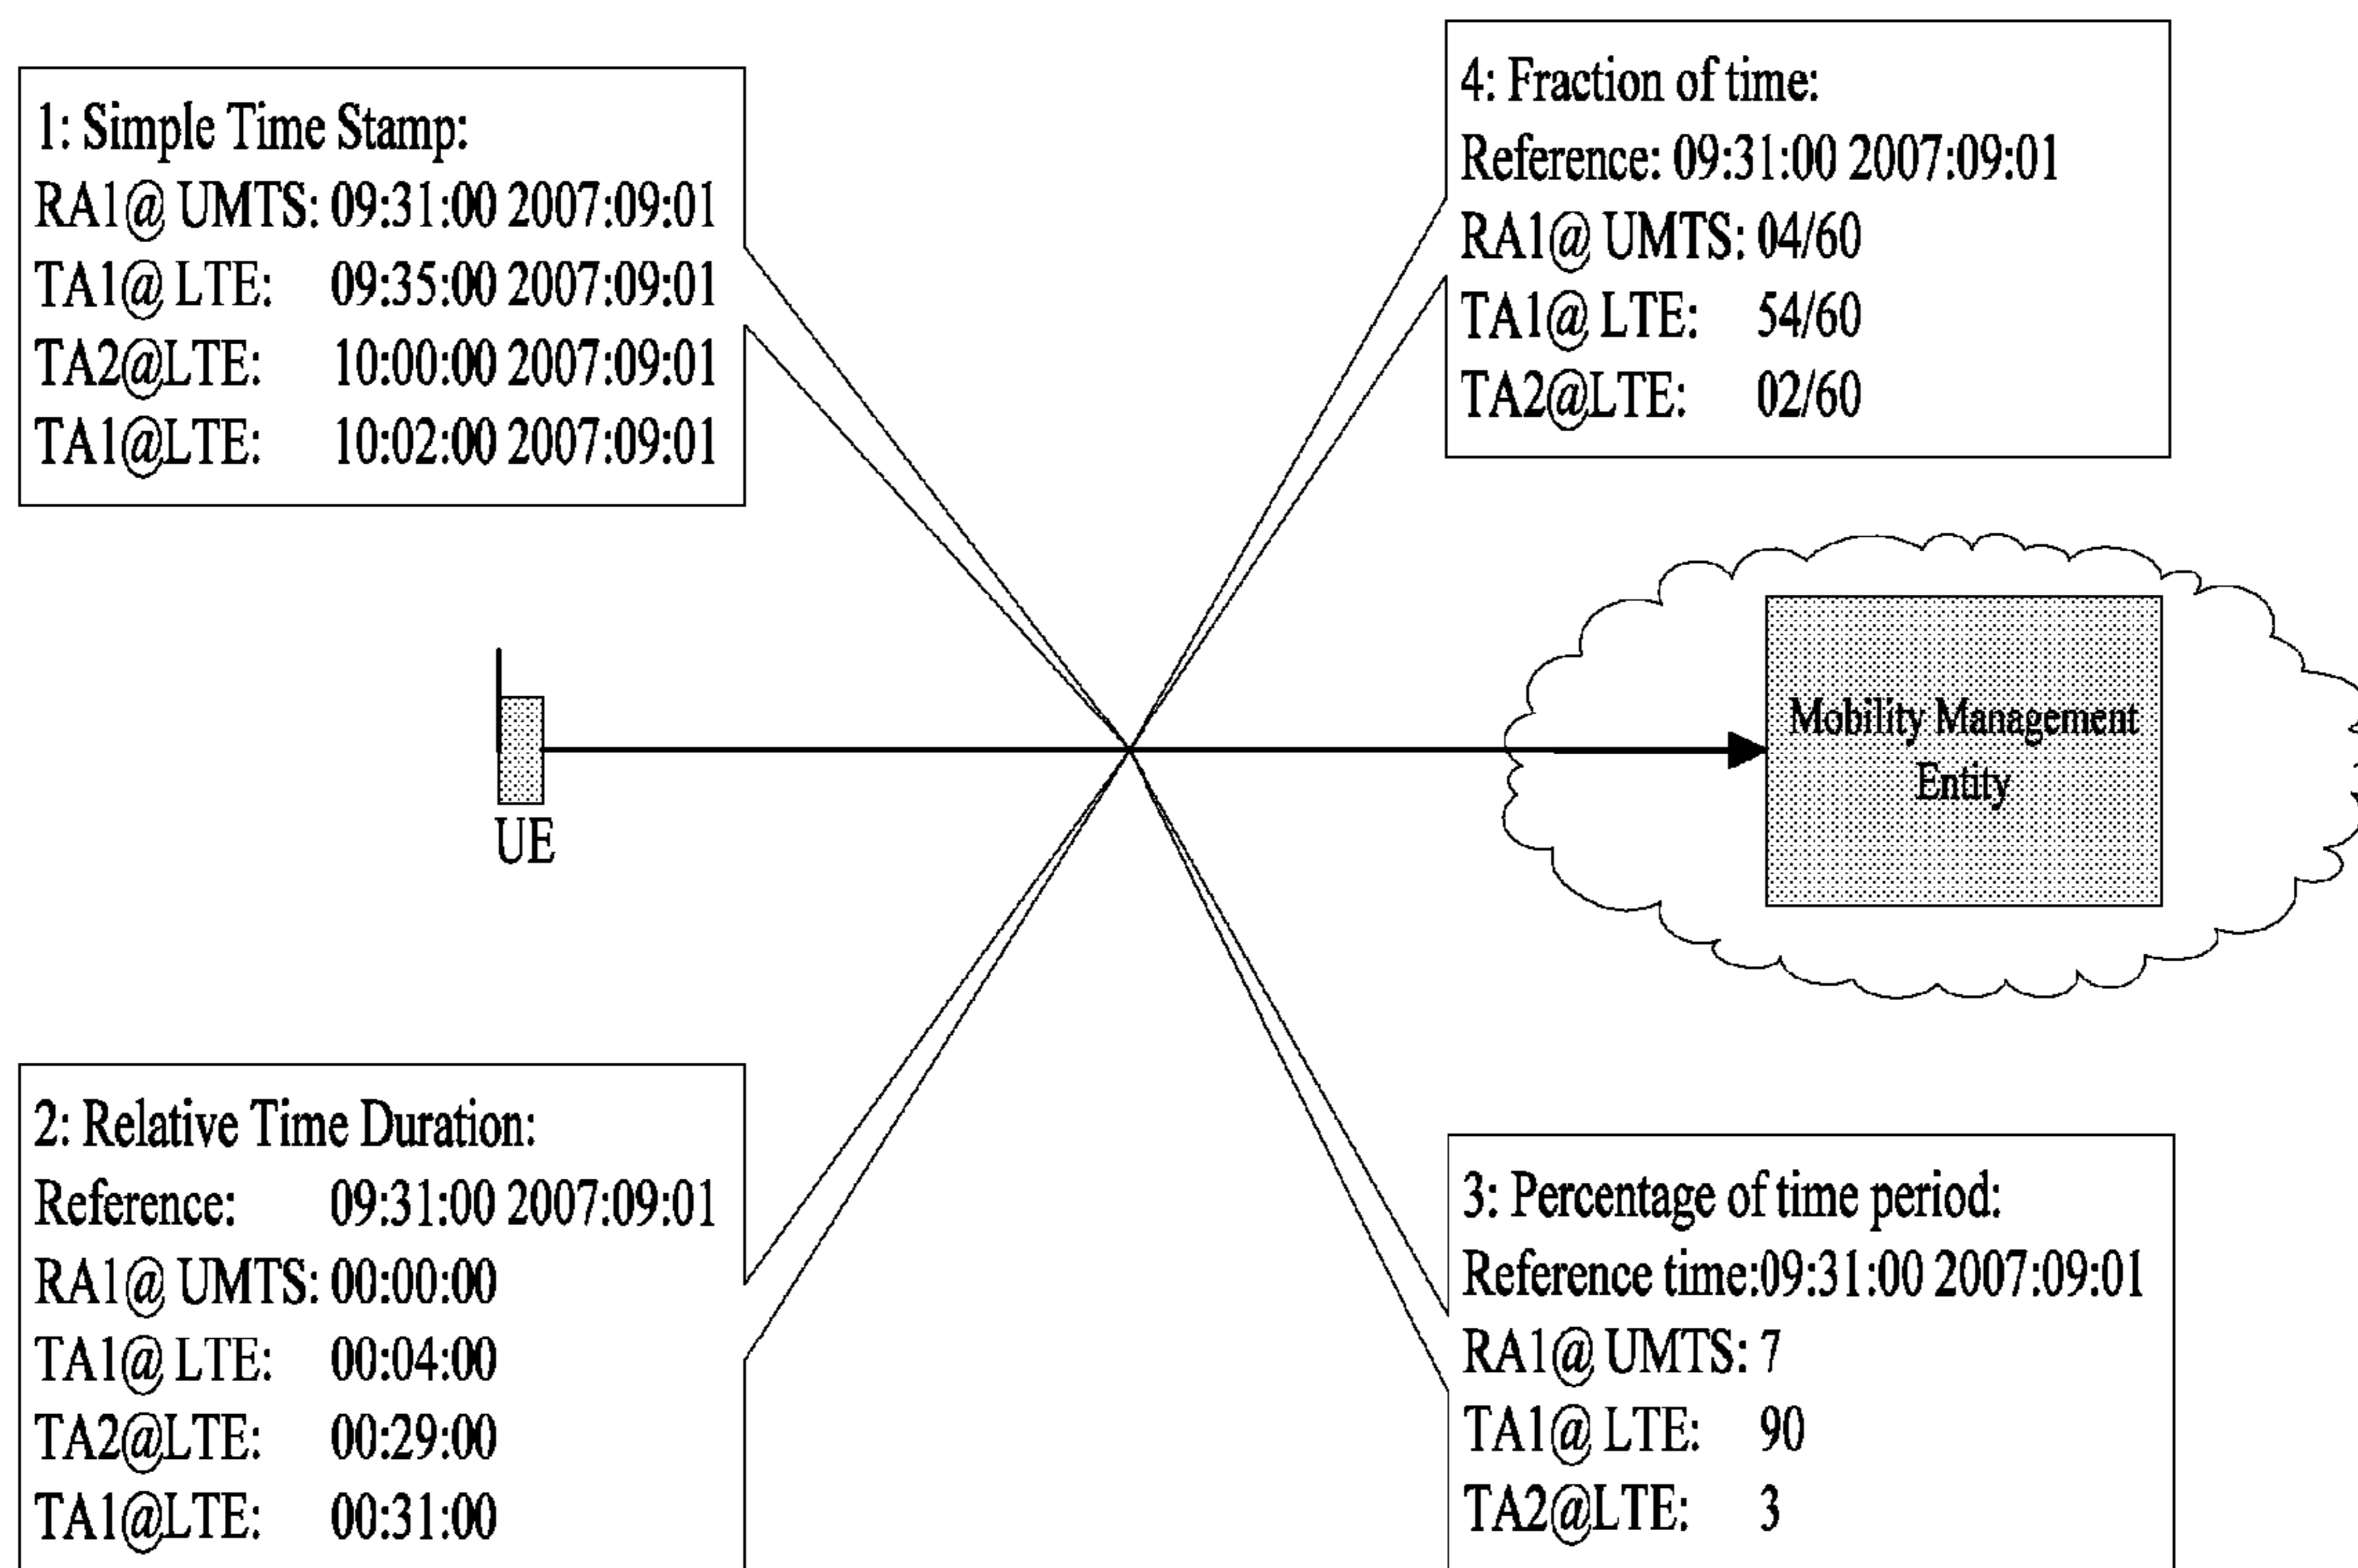 1: Simple Time Stamp:
RA1@ UMTS: 09:31:00 2007:09:01
TA1@ LTE: 09:35:00 2007:09:01
TA2@LTE: 10:00:00 2007:09:01
TA1@LTE: 10:02:00 2007:09:01
4: Fraction of time:
Reference: 09:31:00 2007:09:01
RA1@ UMTS: 04/60
TA1@ LTE: 54/60
TA2@LTE: 02/60
UE
Mobility Management
Entity
2: Relative Time Duration:
Reference: 09:31:00 2007:09:01
RA1@ UMTS: 00:00:00
TA1@ LTE: 00:04:00
TA2@LTE: 00:29:00
TA1@LTE: 00:31:00
3: Percentage of time period:
Reference time:09:31:00 2007:09:01
RA1@ UMTS: 7
TA1@ LTE: 90
TA2@LTE: 3